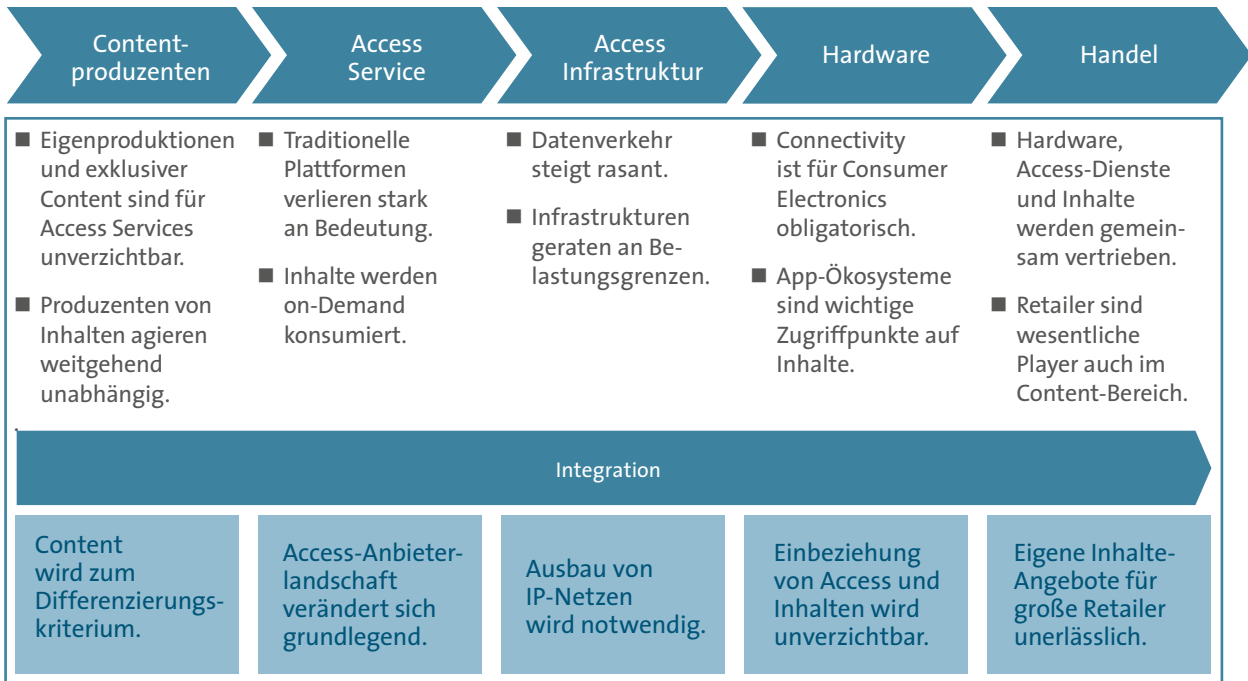 Content-
produzenten
Access
Service
Access
Infrastruktur
Hardware
Handel
■ Eigenproduktionen
und exklusiver
Content sind für
Access Services
unverzichtbar.
■ Produzenten von
Inhalten agieren
weitgehend
unabhängig.
■ Traditionelle
Plattformen
verlieren stark
an Bedeutung.
■ Inhalte werden
on-Demand
konsumiert.
■ Datenverkehr
steigt rasant.
■ Infrastrukturen
geraten an Be-
lastungsgrenzen.
■ Connectivity
ist für Consumer
Electronics
obligatorisch.
■ App-Ökosysteme
sind wichtige
Zugriffpunkte auf
Inhalte.
■ Hardware,
Access-Dienste
und Inhalte
werden gemein-
sam vertrieben.
■ Retailer sind
wesentliche
Player auch im
Content-Bereich.
Integration
Content
wird zum
Differenzierungs-
kriterium.
Access-Anbieter-
landschaft
verändert sich
grundlegend.
Ausbau von
IP-Netzen
wird notwendig.
Einbeziehung
von Access und
Inhalten wird
unverzichtbar.
Eigene Inhalte-
Angebote für
große Retailer
unerlässlich.